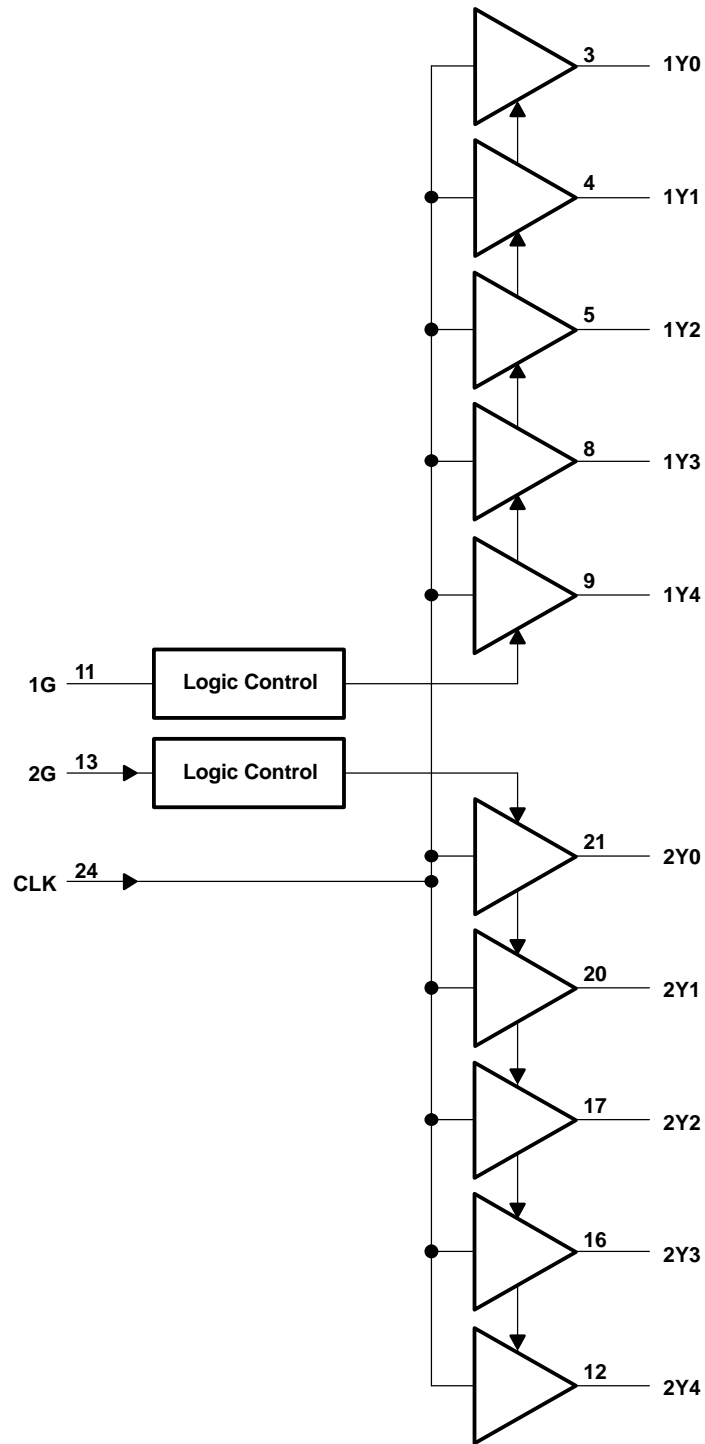 3 1Y0
4 1Y1
5 1Y2
8 1Y3
9 1Y4
1G 11 Logic Control
2G 13 Logic Control
21 2Y0
CLK 24
20 2Y1
17 2Y2
16 2Y3
12 2Y4